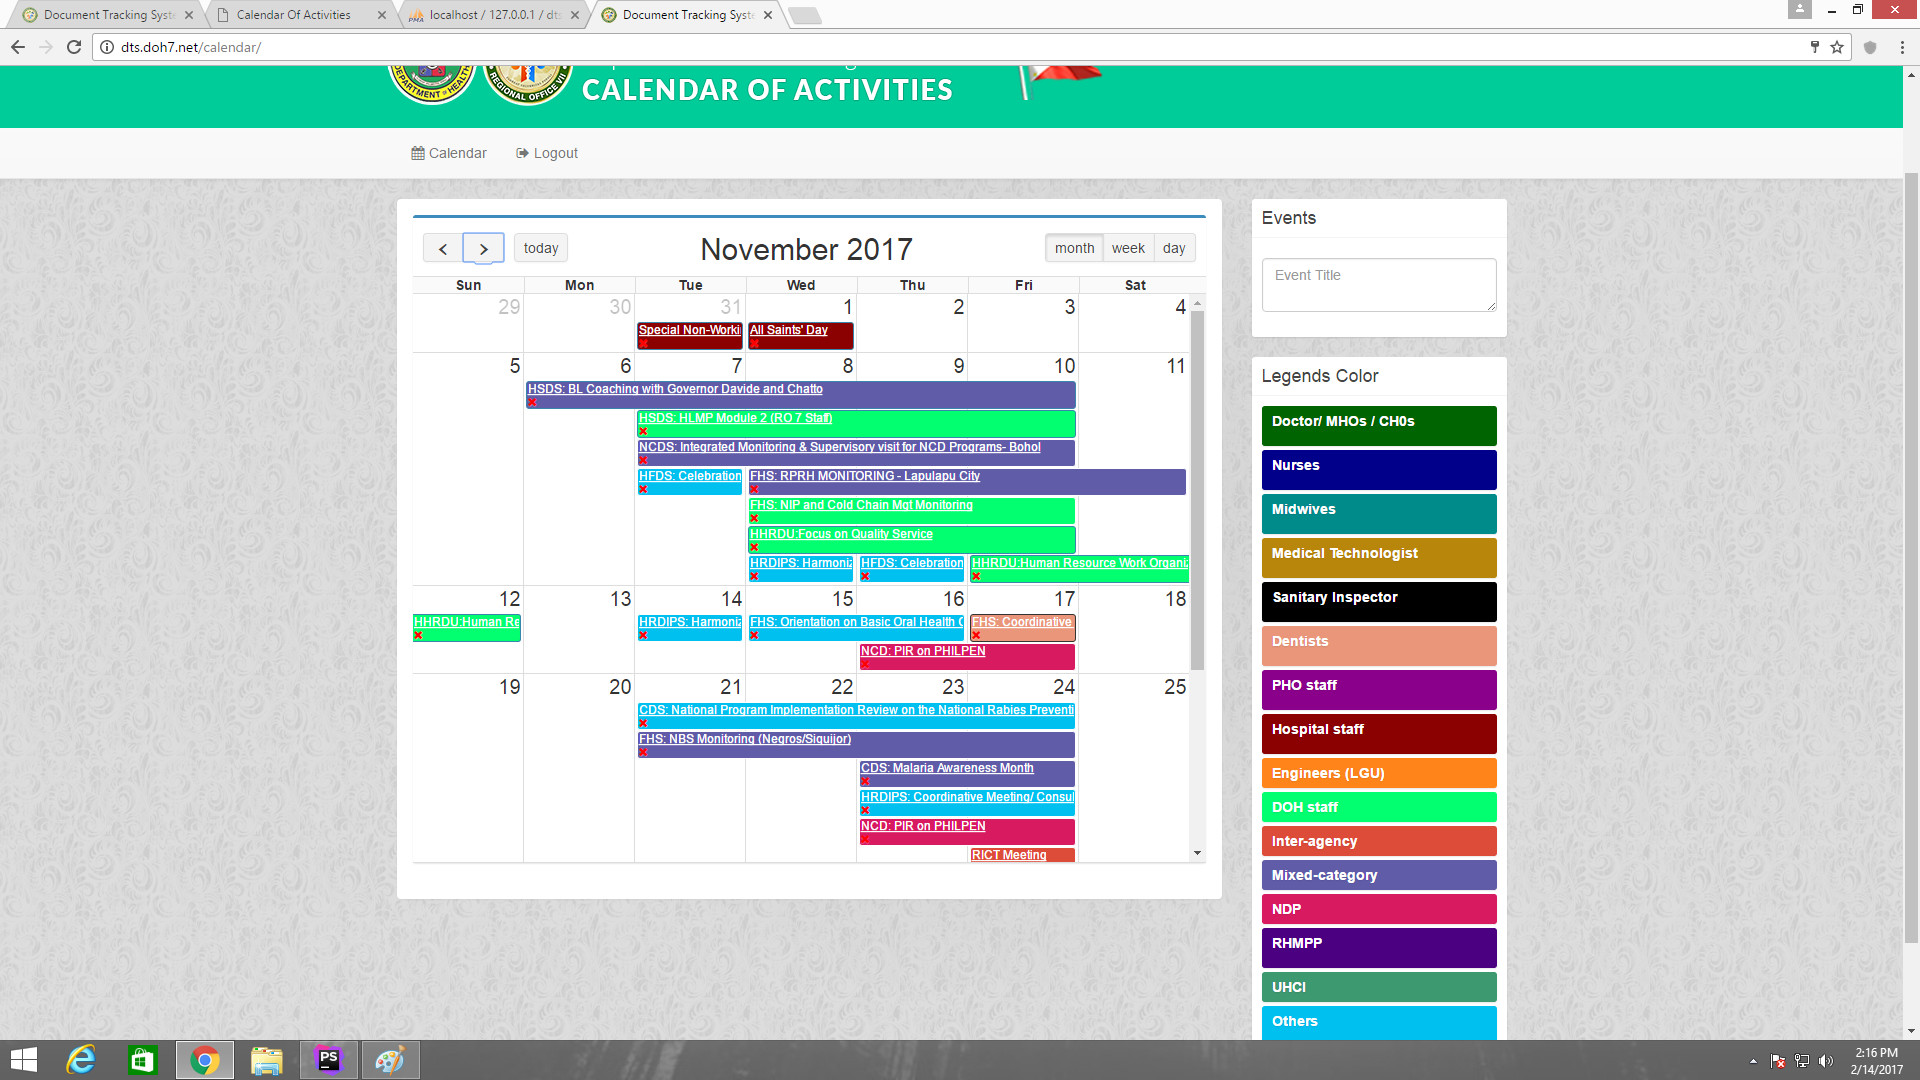 Document Tracking Syste
Calendar Of Activities
localhost / 127.0.0.1 / dts
Document Tracking Syste
dts.doh7.net/calendar/
DEPARTMENT OF HEALTH
REGIONAL OFFICE VII
CALENDAR OF ACTIVITIES
Calendar
Logout
today
November 2017
month
week
day
Sun Mon Tue Wed Thu Fri Sat
29 30 31 1 2 3 4
Special Non-Worki
All Saints' Day
5 6 7 8 9 10 11
HSDS: BL Coaching with Governor Davide and Chatto
HSDS: HLMP Module 2 (RO 7 Staff)
NCDS: Integrated Monitoring & Supervisory visit for NCD Programs- Bohol
HFDS: Celebration
FHS: RPRH MONITORING - Lapulapu City
FHS: NIP and Cold Chain Mgt Monitoring
HHRDU:Focus on Quality Service
HRDIPS: Harmoniz
HFDS: Celebration
HHRDU:Human Resource Work Organiz
12 13 14 15 16 17 18
HHRDU:Human Re
HRDIPS: Harmoniz
FHS: Orientation on Basic Oral Health C
FHS: Coordinative
NCD: PIR on PHILPEN
19 20 21 22 23 24 25
CDS: National Program Implementation Review on the National Rabies Preventi
FHS: NBS Monitoring (Negros/Siquijor)
CDS: Malaria Awareness Month
HRDIPS: Coordinative Meeting/ Consul
NCD: PIR on PHILPEN
RICT Meeting
Events
Event Title
Legends Color
Doctor/ MHOs / CH0s
Nurses
Midwives
Medical Technologist
Sanitary Inspector
Dentists
PHO staff
Hospital staff
Engineers (LGU)
DOH staff
Inter-agency
Mixed-category
NDP
RHMPP
UHCI
Others
PS
2:16 PM
2/14/2017